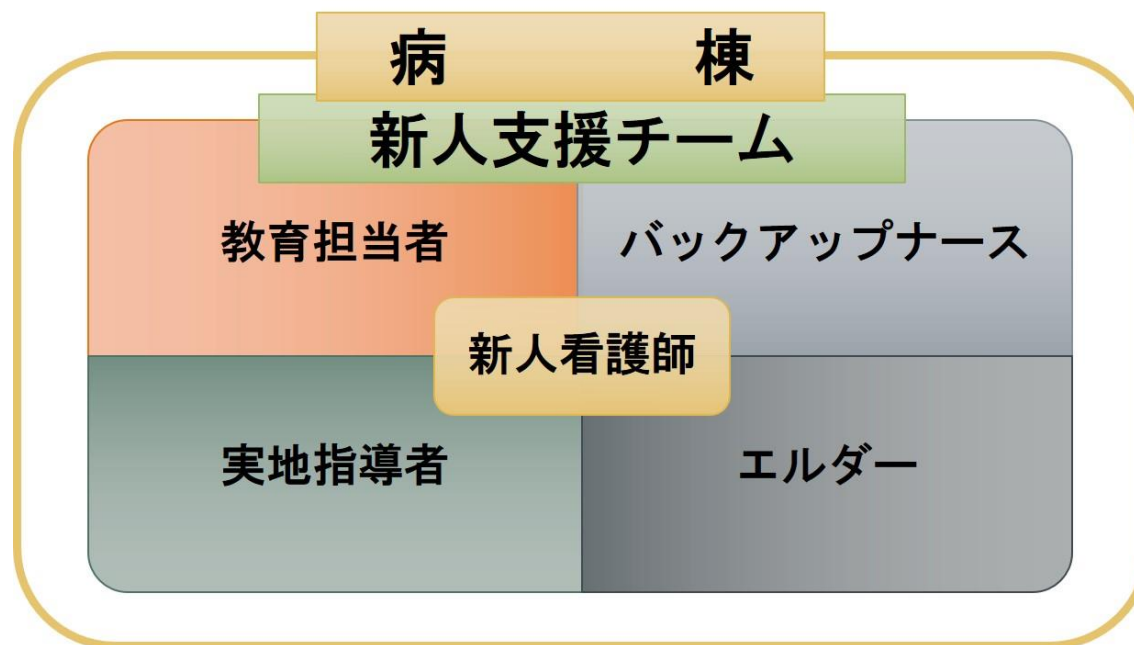 病　棟
新人支援チーム
教育担当者
バックアップナース
新人看護師
実地指導者
エルダー